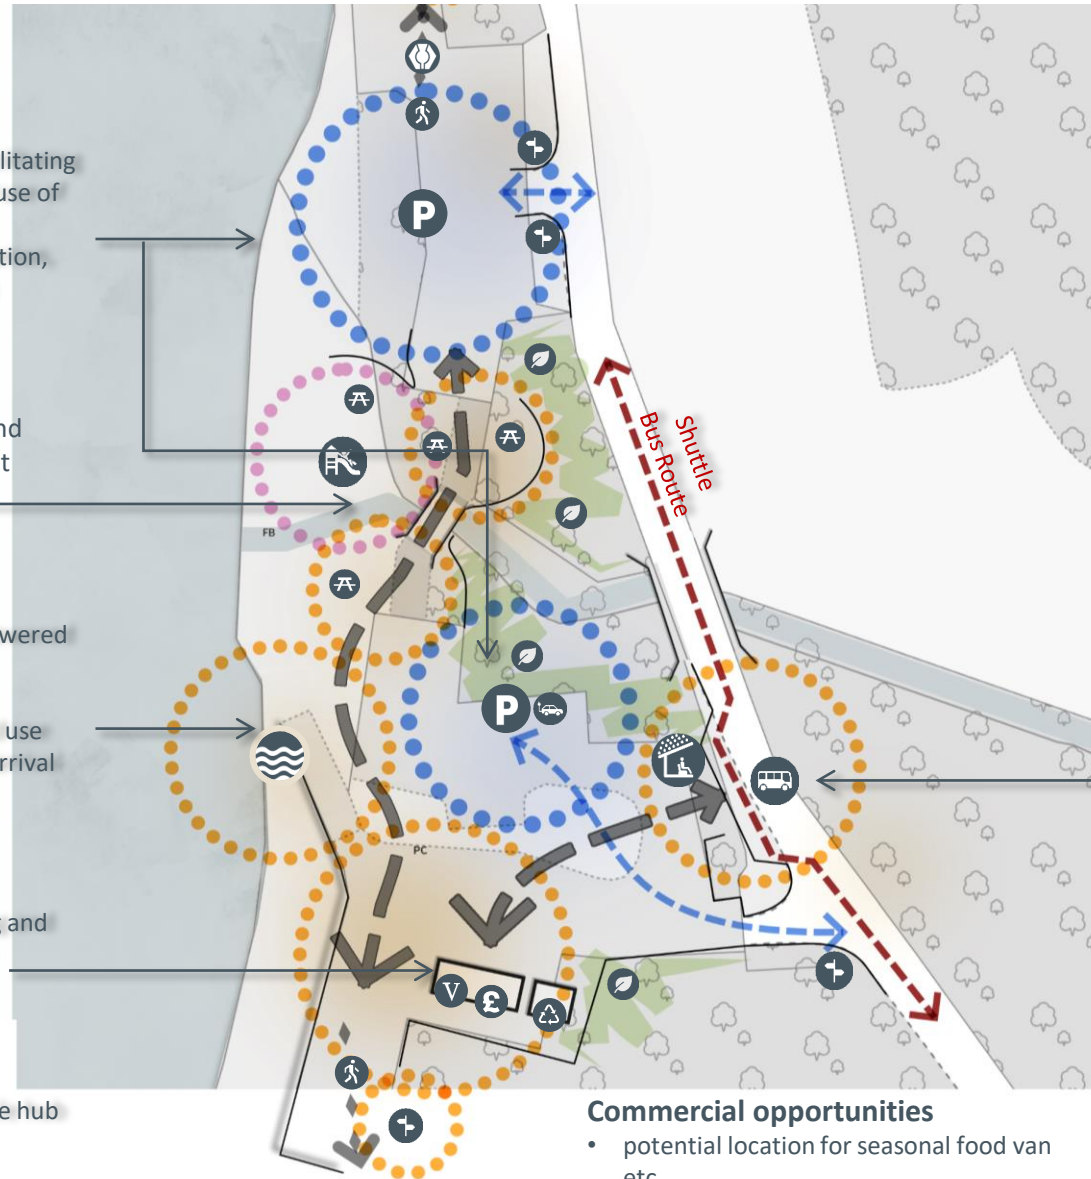 litating
use of
tion,
nd
t
wered
use
rrival
g and
e hub
P
Shuttle
Bus Route
FB
P
PC
V
£
Commercial opportunities
• potential location for seasonal food van
etc